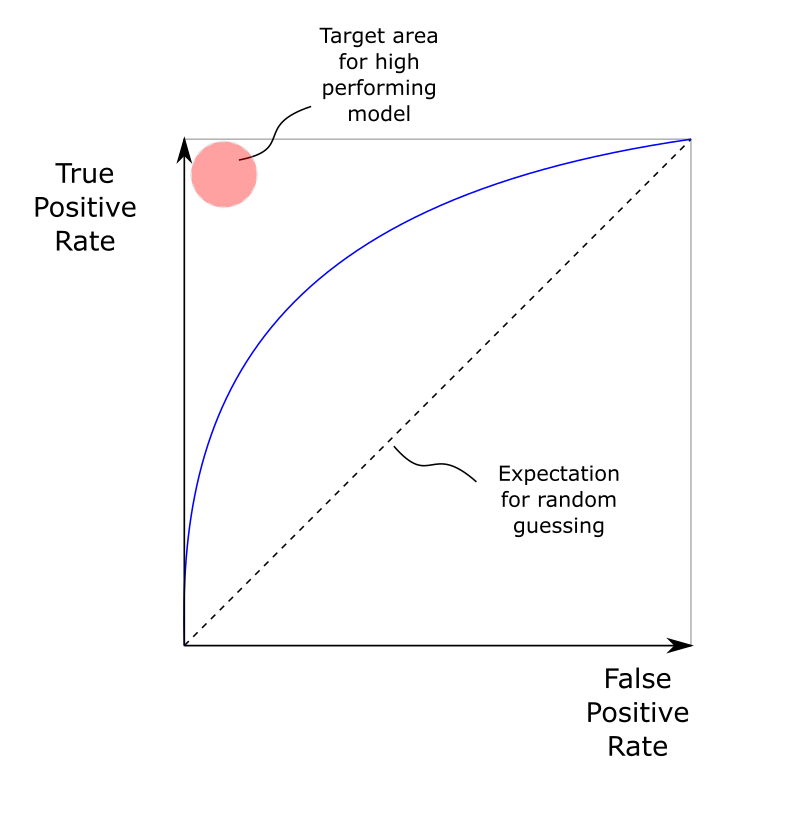 Target area
for high
performing
model
True
Positive
Rate
Expectation
for random
guessing
False
Positive
Rate